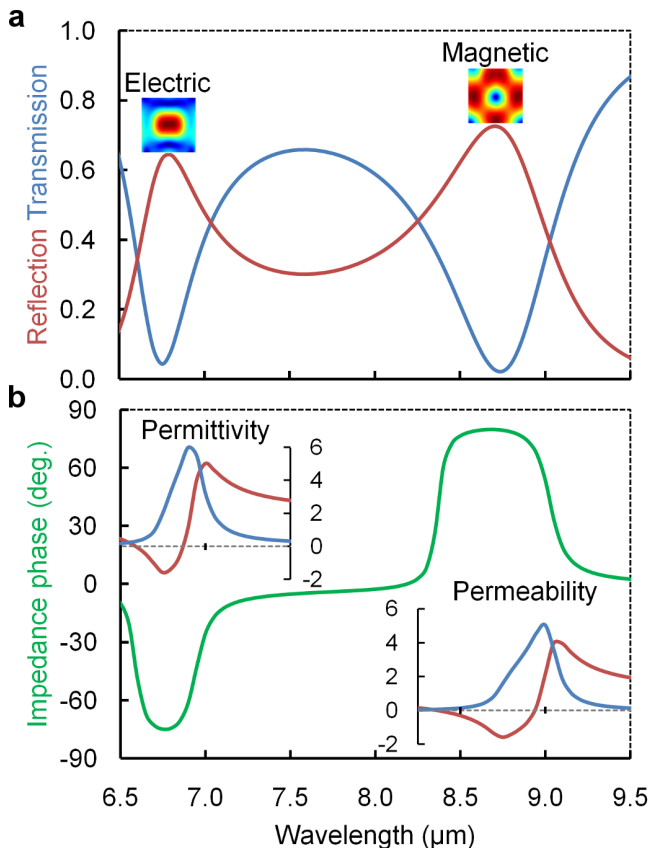 a
Reflection Transmission
1.0
0.8
0.6
0.4
0.2
0.0
Electric
Magnetic
b
Impedance phase (deg.)
90
60
30
0
-30
-60
-90
Permittivity
6
4
2
0
-2
Permeability
6
4
2
0
-2
6.5 7.0 7.5 8.0 8.5 9.0 9.5
Wavelength (μm)